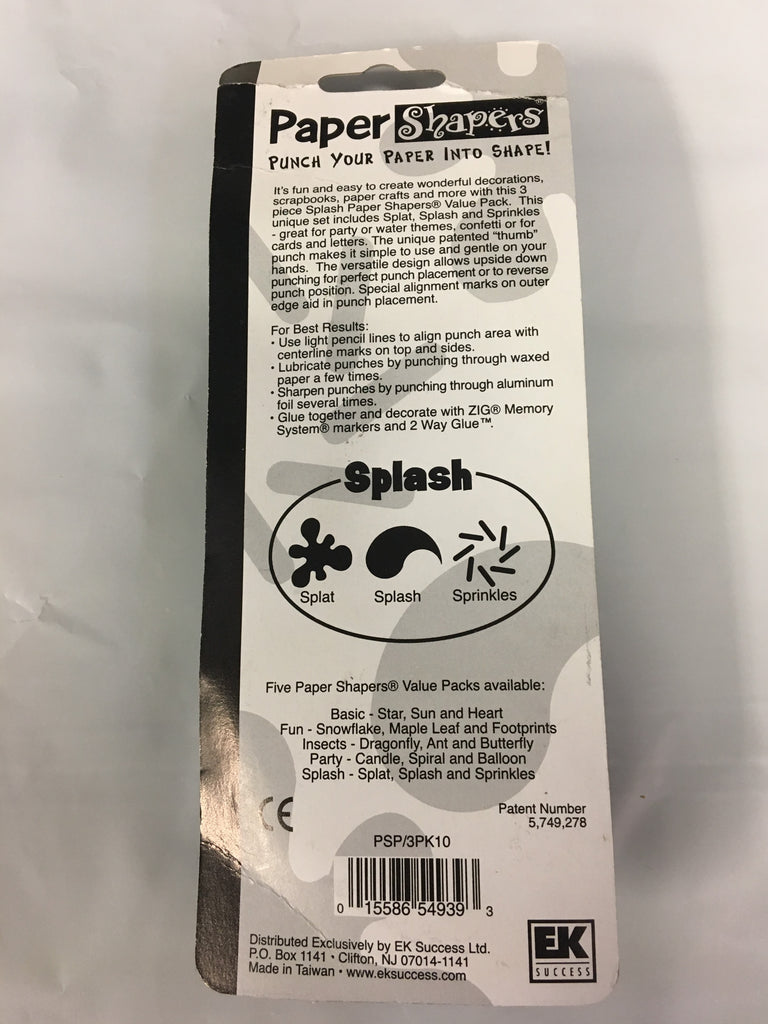 Paper Shapers®
PUNCH YOUR PAPER INTO SHAPE!
It's fun and easy to create wonderful decorations,
scrapbooks, paper crafts and more with this 3
piece Splash Paper Shapers® Value Pack. This
unique set includes Splat, Splash and Sprinkles
- great for party or water themes, confetti or for
cards and letters. The unique patented "thumb"
punch makes it simple to use and gentle on your
hands. The versatile design allows upside down
punching for perfect punch placement or to reverse
punch position. Special alignment marks on outer
edge aid in punch placement.
For Best Results:
• Use light pencil lines to align punch area with
centerline marks on top and sides.
• Lubricate punches by punching through waxed
paper a few times.
• Sharpen punches by punching through aluminum
foil several times.
• Glue together and decorate with ZIG® Memory
System® markers and 2 Way Glue™.
Splash
Splat Splash Sprinkles
Five Paper Shapers® Value Packs available:
Basic - Star, Sun and Heart
Fun - Snowflake, Maple Leaf and Footprints
Insects - Dragonfly, Ant and Butterfly
Party - Candle, Spiral and Balloon
Splash - Splat, Splash and Sprinkles
CE
Patent Number
5,749,278
PSP/3PK10
0 15586 54939 3
Distributed Exclusively by EK Success Ltd.
P.O. Box 1141 • Clifton, NJ 07014-1141
Made in Taiwan • www.eksuccess.com
EK
SUCCESS